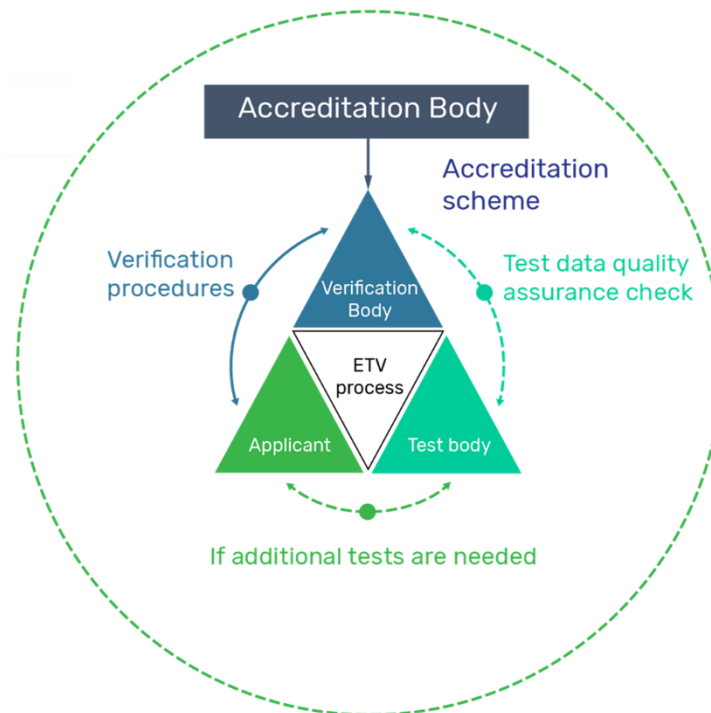 Accreditation Body
Accreditation
scheme
Verification
procedures
Test data quality
assurance check
Verification
Body
ETV
process
Applicant
Test body
If additional tests are needed